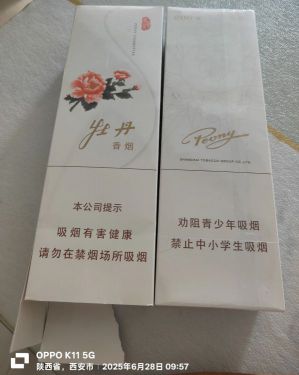 牡丹
香烟
本公司提示
吸烟有害健康
请勿在禁烟场所吸烟
Peony
SHANGHAI TOBACCO GROUP CO., LTD.
劝阻青少年吸烟
禁止中小学生吸烟
OPPO K11 5G
陕西省，西安市｜2025年6月28日 09:57